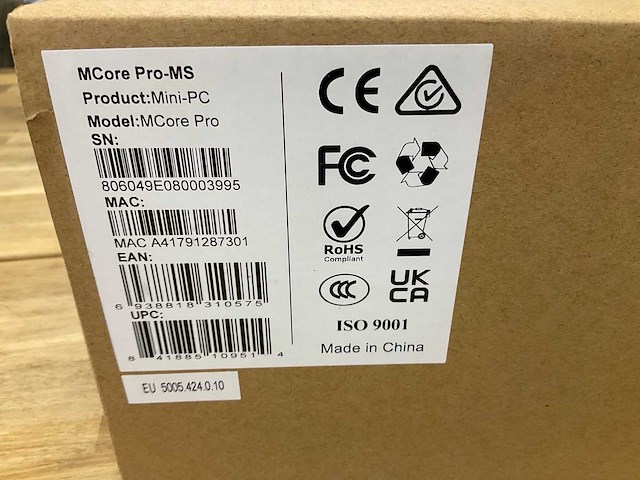 MCore Pro-MS
Product:Mini-PC
Model:MCore Pro
SN:
806049E080003995
MAC:
MAC A41791287301
EAN:
6 938818 310575
UPC:
8 41885 10951 4
CE
FC
RoHS
Compliant
CCC
UK
CA
ISO 9001
Made in China
EU 5005.424.0.10